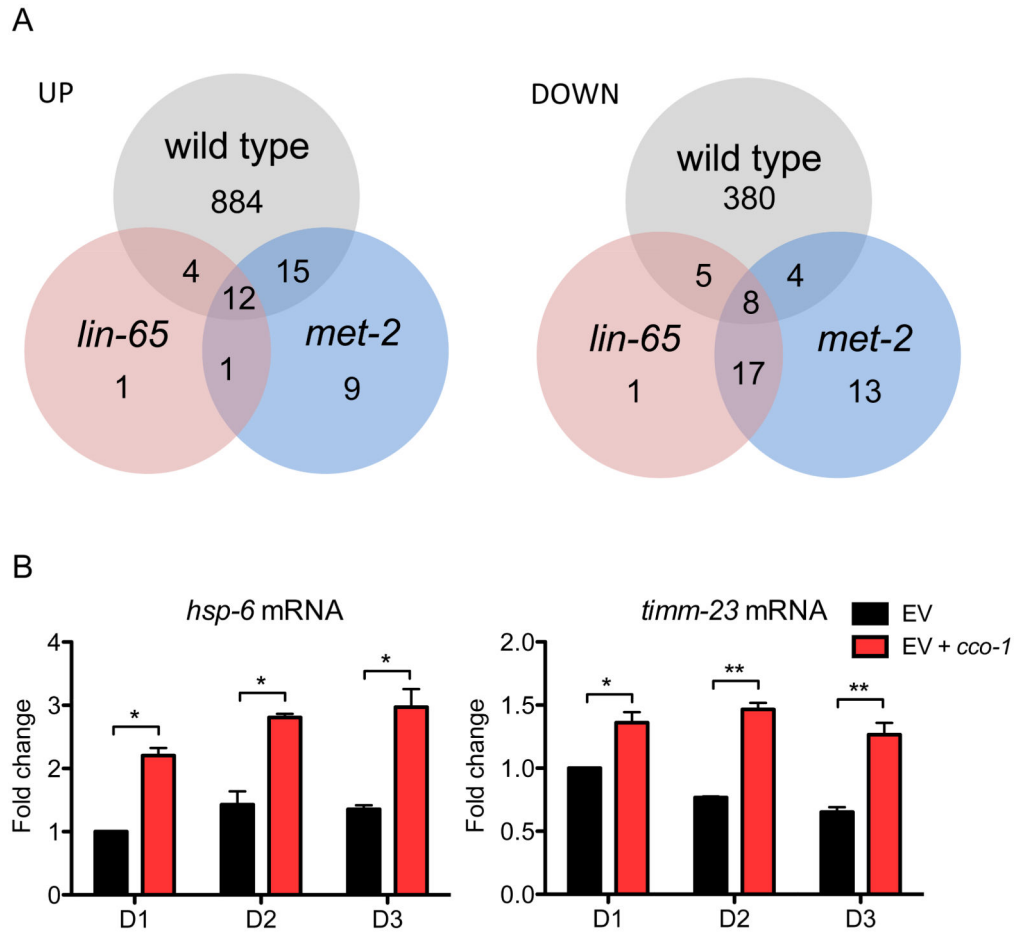 A
UP
wild type
884
4
15
12
lin-65
met-2
1
1
9
DOWN
wild type
380
5
4
8
lin-65
met-2
17
1
13
B
hsp-6 mRNA
Fold change
4
3
2
1
0
*
*
*
D1
D2
D3
timm-23 mRNA
EV
EV + cco-1
Fold change
2.0
1.5
1.0
0.5
0.0
*
**
**
D1
D2
D3